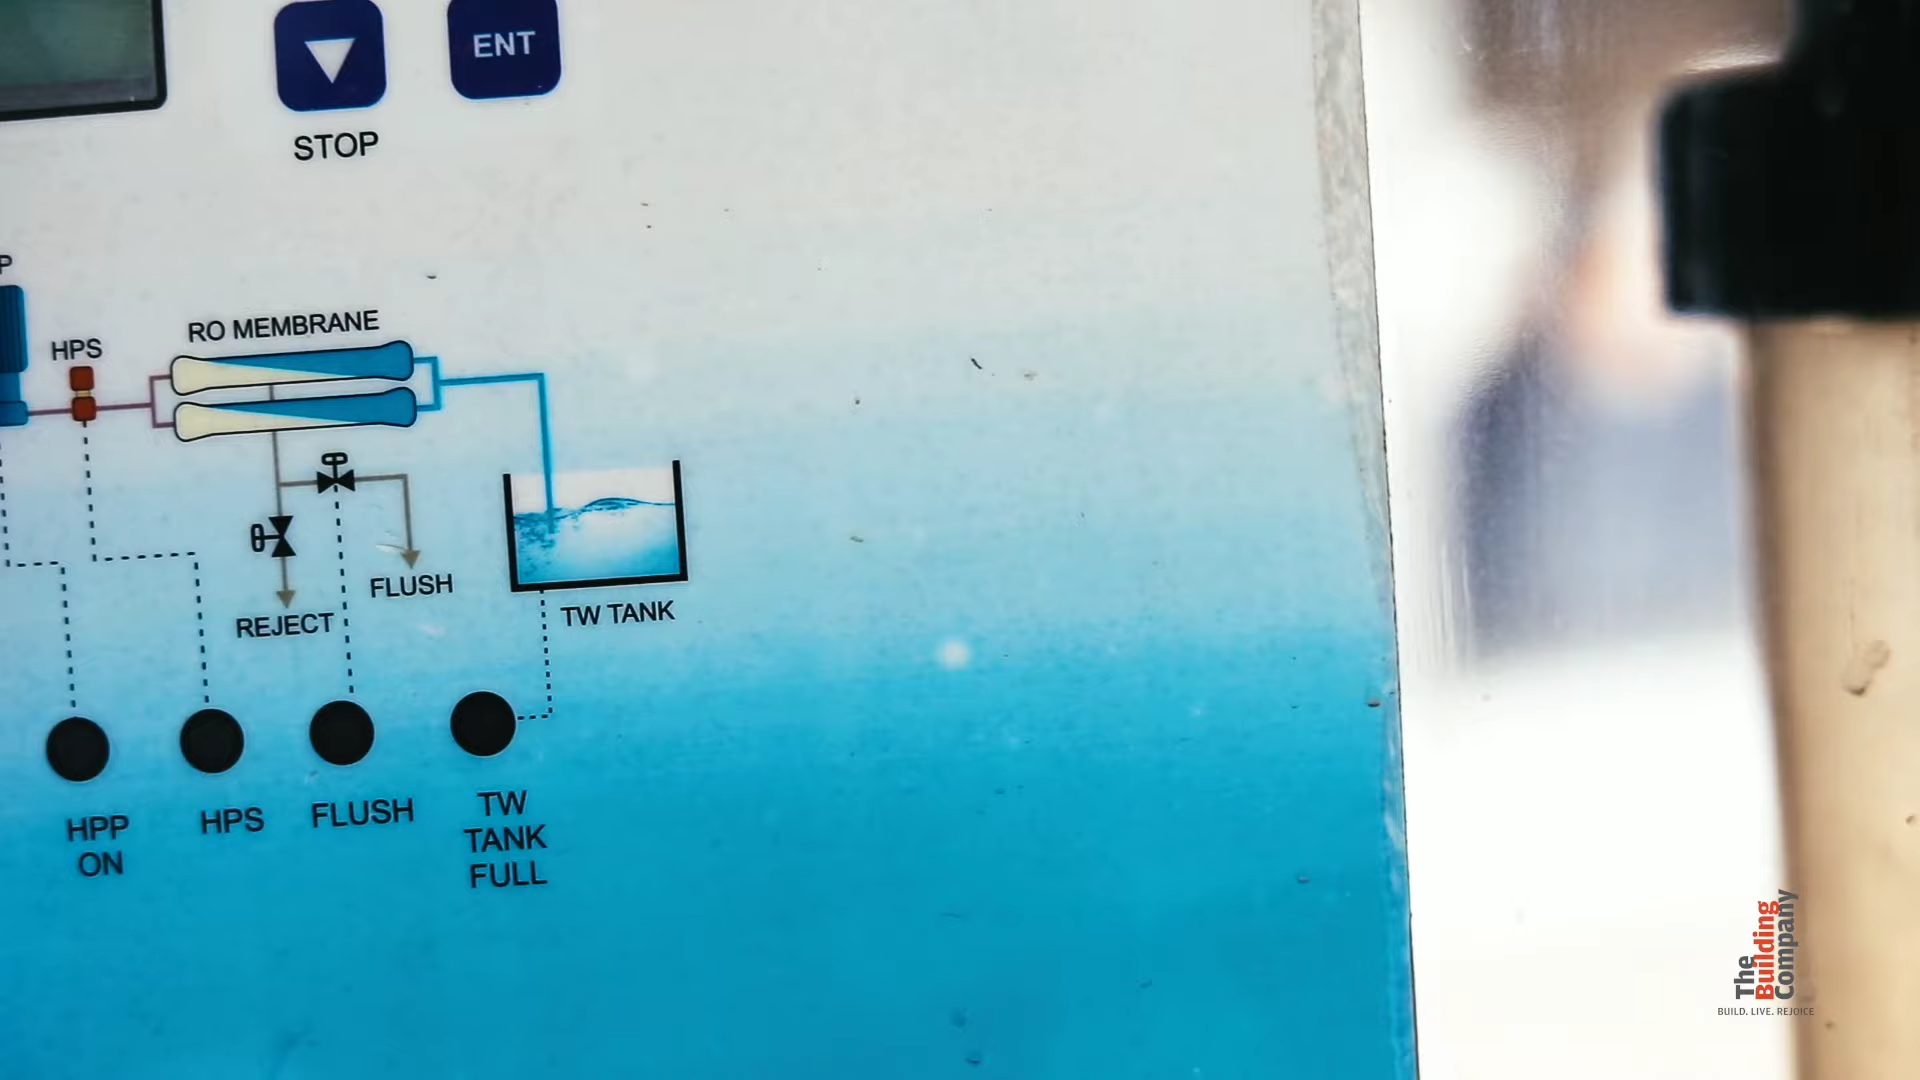 ENT
STOP
P
HPS
RO MEMBRANE
REJECT
FLUSH
TW TANK
HPP
ON
HPS
FLUSH
TW
TANK
FULL
The
Building
Company
BUILD. LIVE. REJOICE